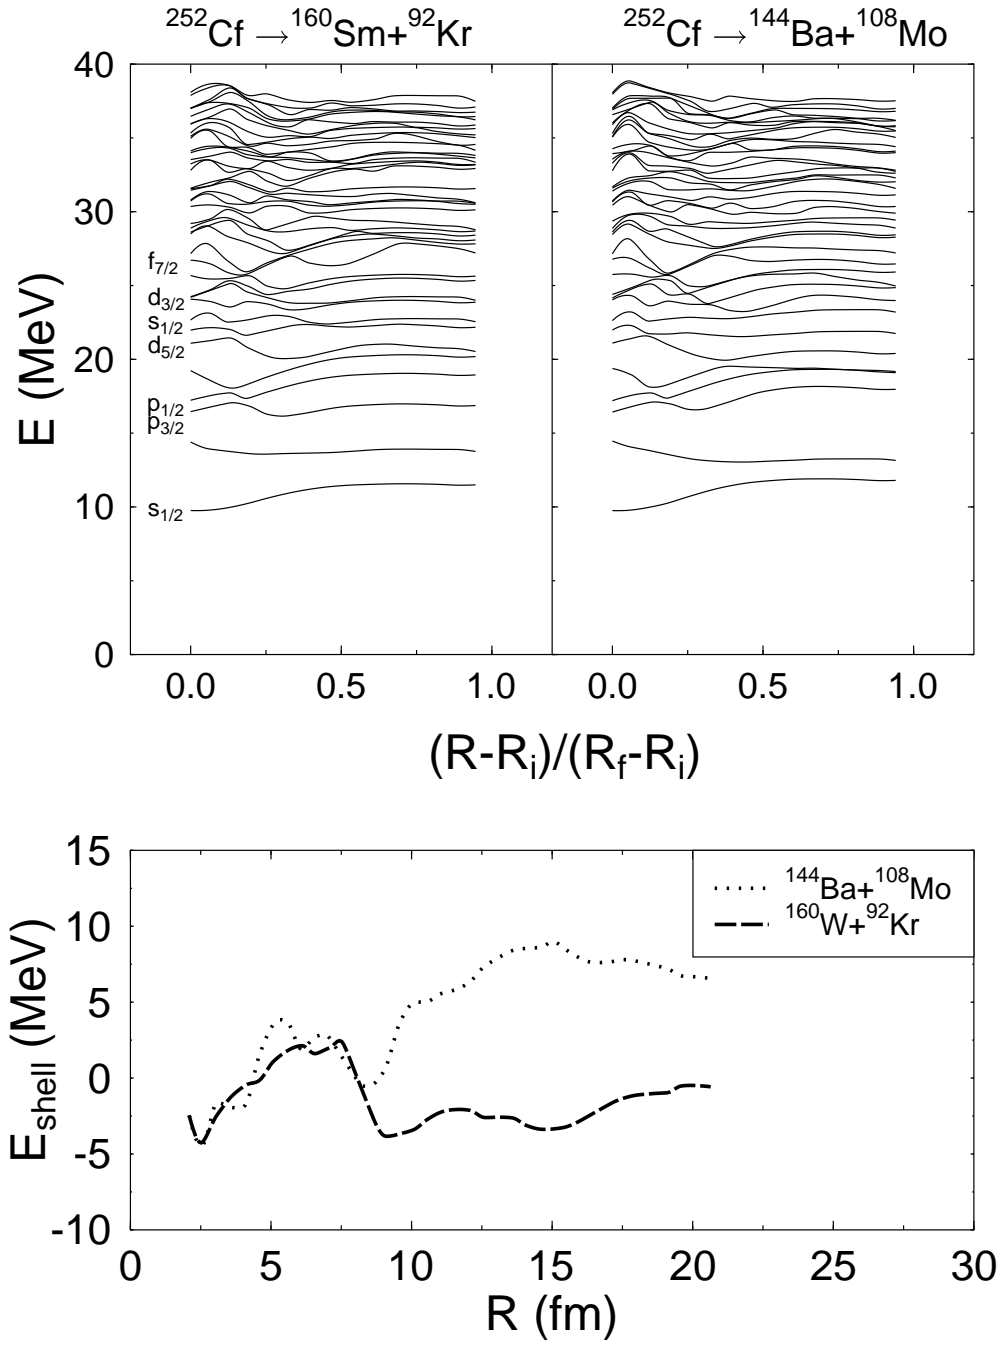 ²⁵²Cf → ¹⁶⁰Sm+⁹²Kr
²⁵²Cf → ¹⁴⁴Ba+¹⁰⁸Mo
E (MeV)
40
30
20
10
0
f₇/₂
d₃/₂
s₁/₂
d₅/₂
p₁/₂
p₃/₂
s₁/₂
0.0 0.5 1.0 0.0 0.5 1.0
(R-Rᵢ)/(R_f-Rᵢ)
E_shell (MeV)
15
10
5
0
-5
-10
¹⁴⁴Ba+¹⁰⁸Mo
¹⁶⁰W+⁹²Kr
0 5 10 15 20 25 30
R (fm)